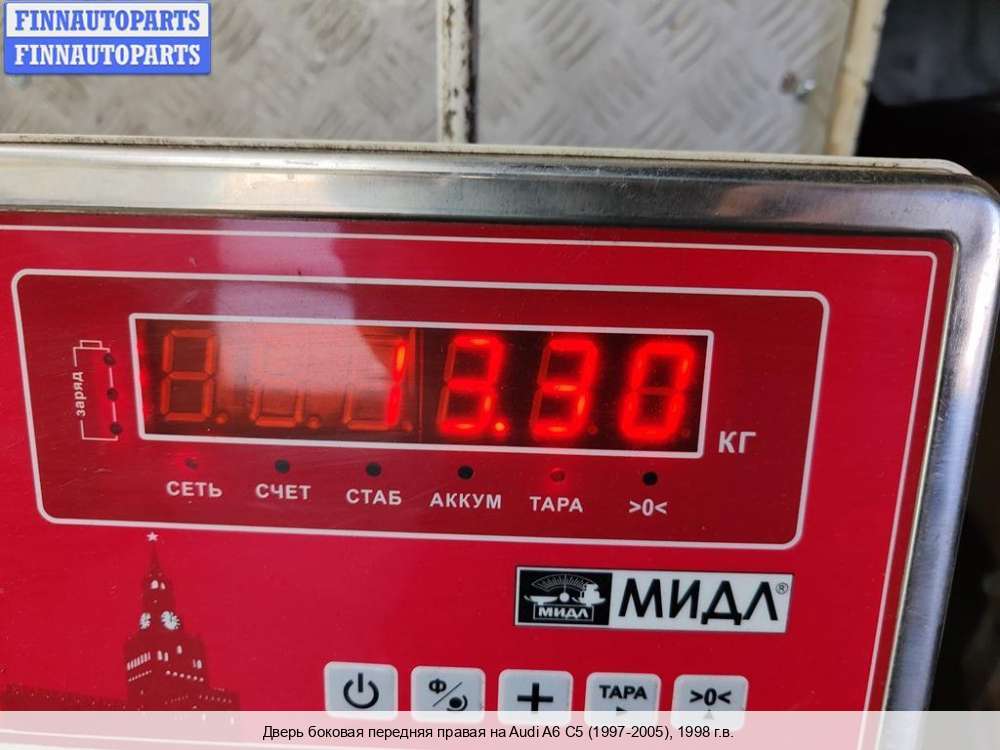 FINNAUTOPARTS
FINNAUTOPARTS
заряд
13.30
КГ
СЕТЬ СЧЕТ СТАБ АККУМ ТАРА >0<
МИДЛ МИДЛ®
Ф ТАРА >0<
Дверь боковая передняя правая на Audi A6 C5 (1997-2005), 1998 г.в.